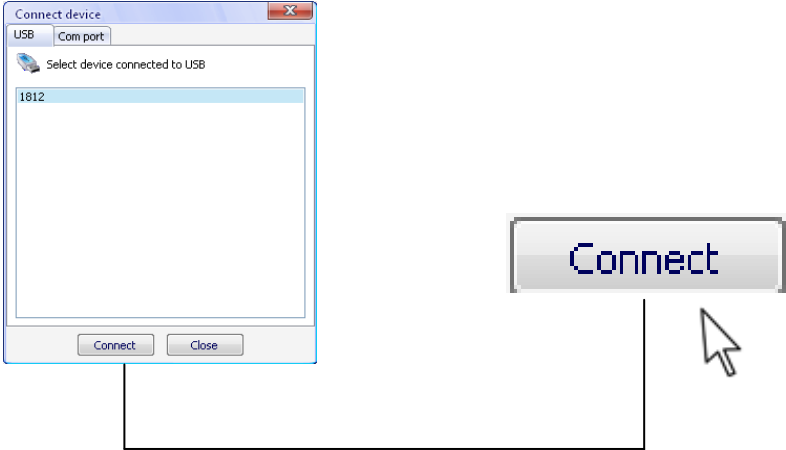 Connect device
USB Com port
Select device connected to USB
1812
Connect Close
Connect